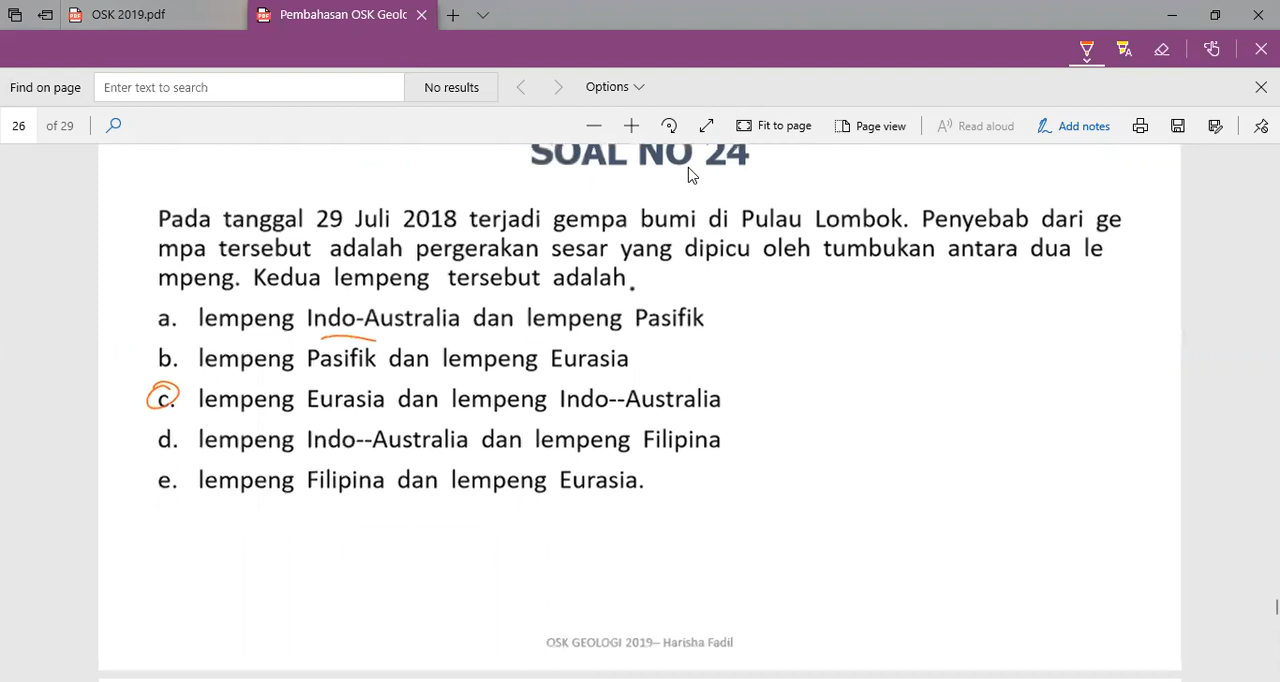 OSK 2019.pdf
Pembahasan OSK Geolc
Find on page
Enter text to search
No results
Options
26 of 29
Fit to page
Page view
Read aloud
Add notes
SOAL NO 24
Pada tanggal 29 Juli 2018 terjadi gempa bumi di Pulau Lombok. Penyebab dari ge
mpa tersebut adalah pergerakan sesar yang dipicu oleh tumbukan antara dua le
mpeng. Kedua lempeng tersebut adalah.
a. lempeng Indo-Australia dan lempeng Pasifik
b. lempeng Pasifik dan lempeng Eurasia
c. lempeng Eurasia dan lempeng Indo--Australia
d. lempeng Indo--Australia dan lempeng Filipina
e. lempeng Filipina dan lempeng Eurasia.
OSK GEOLOGI 2019– Harisha Fadil